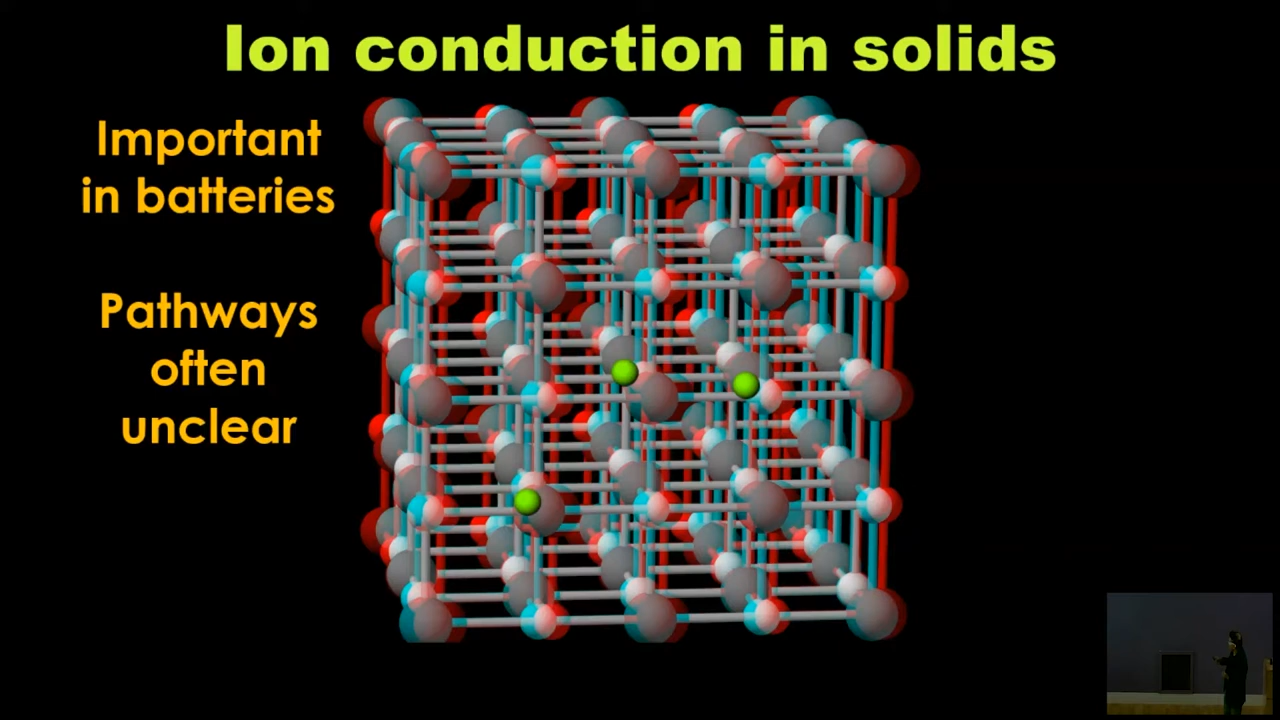 Ion conduction in solids
Important
in batteries
Pathways
often
unclear